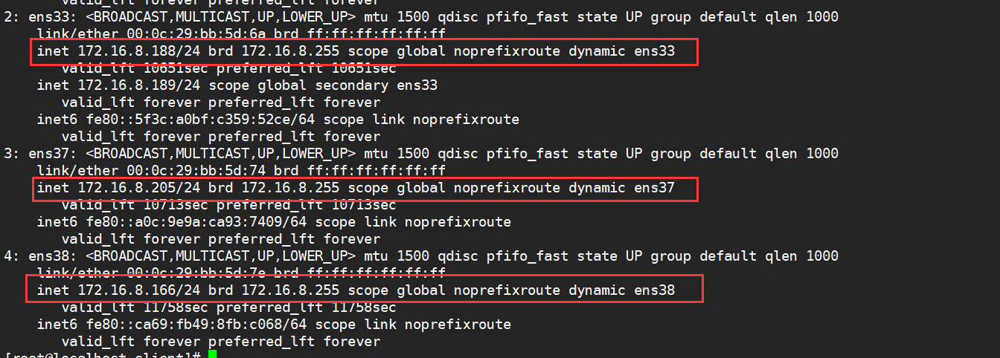 valid_lft forever preferred_lft forever
2: ens33: <BROADCAST,MULTICAST,UP,LOWER_UP> mtu 1500 qdisc pfifo_fast state UP group default qlen 1000
link/ether 00:0c:29:bb:5d:6a brd ff:ff:ff:ff:ff:ff
inet 172.16.8.188/24 brd 172.16.8.255 scope global noprefixroute dynamic ens33
valid_lft 10651sec preferred_lft 10651sec
inet 172.16.8.189/24 scope global secondary ens33
valid_lft forever preferred_lft forever
inet6 fe80::5f3c:a0bf:c359:52ce/64 scope link noprefixroute
valid_lft forever preferred_lft forever
3: ens37: <BROADCAST,MULTICAST,UP,LOWER_UP> mtu 1500 qdisc pfifo_fast state UP group default qlen 1000
link/ether 00:0c:29:bb:5d:74 brd ff:ff:ff:ff:ff:ff
inet 172.16.8.205/24 brd 172.16.8.255 scope global noprefixroute dynamic ens37
valid_lft 10713sec preferred_lft 10713sec
inet6 fe80::a0c:9e9a:ca93:7409/64 scope link noprefixroute
valid_lft forever preferred_lft forever
4: ens38: <BROADCAST,MULTICAST,UP,LOWER_UP> mtu 1500 qdisc pfifo_fast state UP group default qlen 1000
link/ether 00:0c:29:bb:5d:7e brd ff:ff:ff:ff:ff:ff
inet 172.16.8.166/24 brd 172.16.8.255 scope global noprefixroute dynamic ens38
valid_lft 11758sec preferred_lft 11758sec
inet6 fe80::ca69:fb49:8fb:c068/64 scope link noprefixroute
valid_lft forever preferred_lft forever
[root@localhost client]#